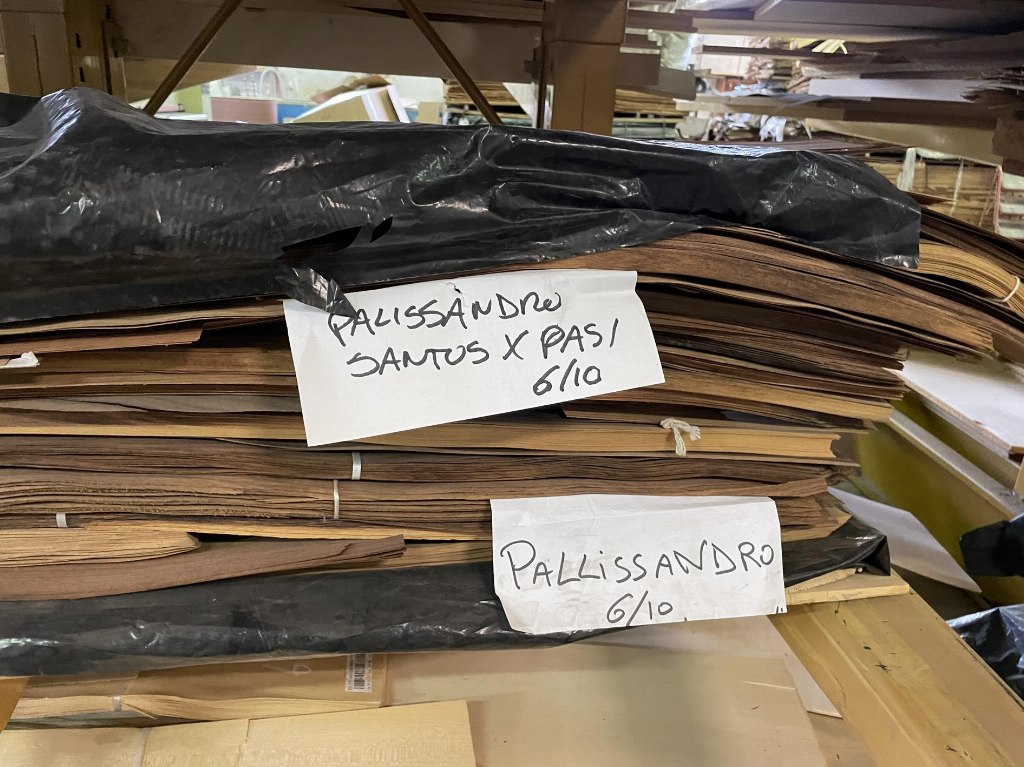 PALISSANDRO
SANTOS X PASI
6/10
PALLISSANDRO
6/10